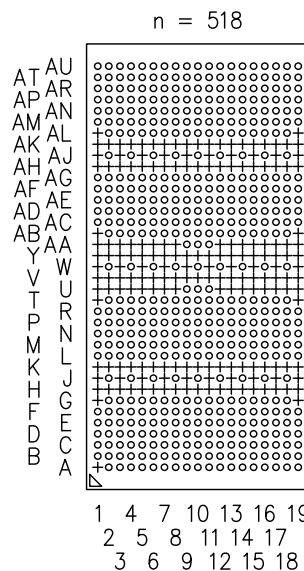 n = 518
AU
AT
AR
AP
AN
AM
AL
AK
AJ
AH
AG
AF
AE
AD
AC
AB
AA
Y
W
V
U
T
R
P
N
M
L
K
J
H
G
F
E
D
C
B
A
1 4 7 10 13 16 19
2 5 8 11 14 17
3 6 9 12 15 18